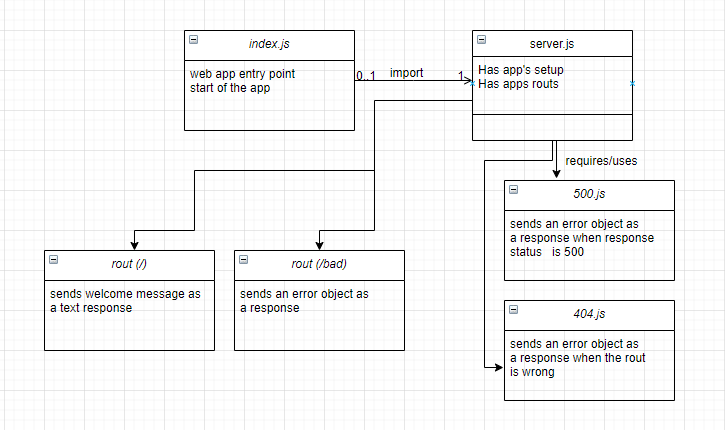 index.js
web app entry point
start of the app
0..1
import
1
server.js
Has app's setup
Has apps routs
requires/uses
500.js
sends an error object as
a response when response
status   is 500
rout (/)
sends welcome message as
a text response
rout (/bad)
sends an error object as
a response
404.js
sends an error object as
a response when the rout
is wrong